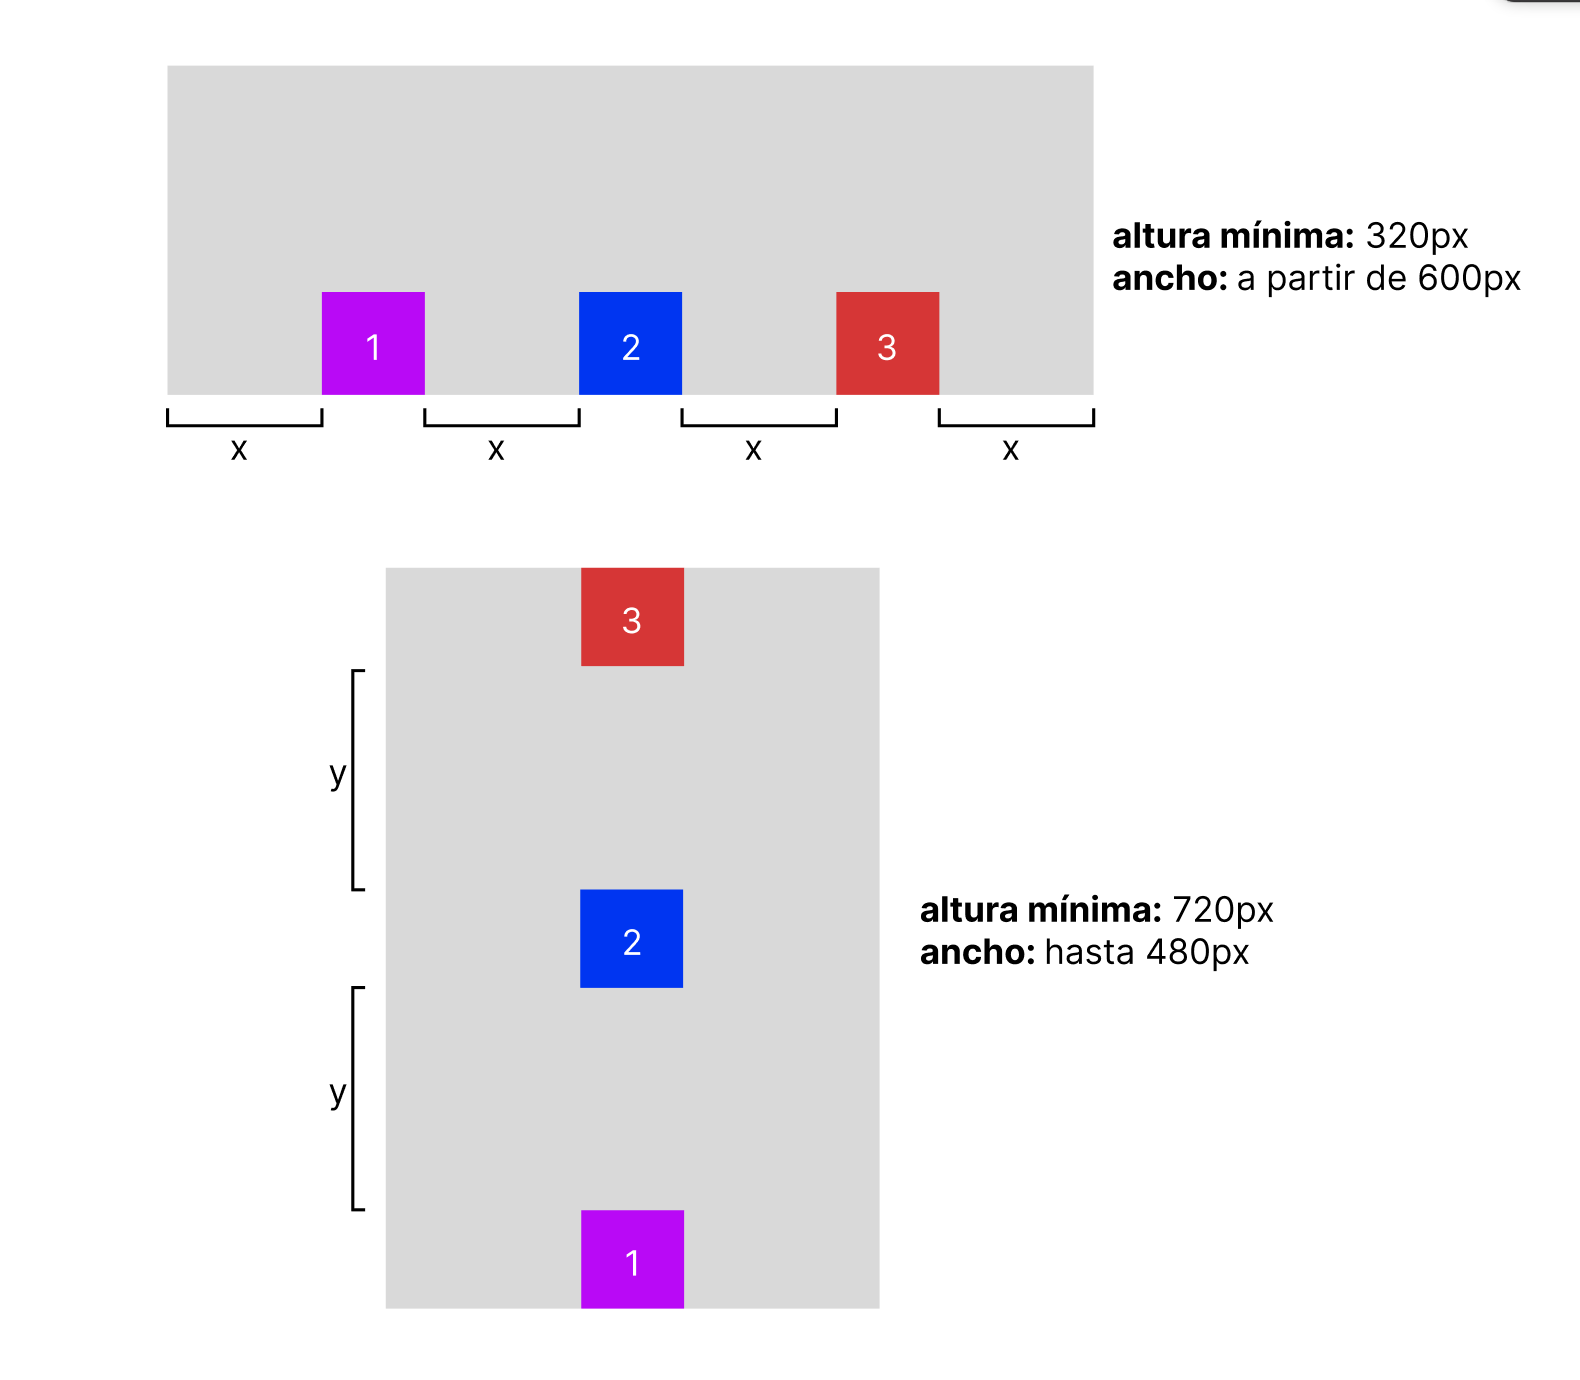 altura mínima: 320px
ancho: a partir de 600px
1
2
3
x
x
x
x
3
y
2
altura mínima: 720px
ancho: hasta 480px
y
1